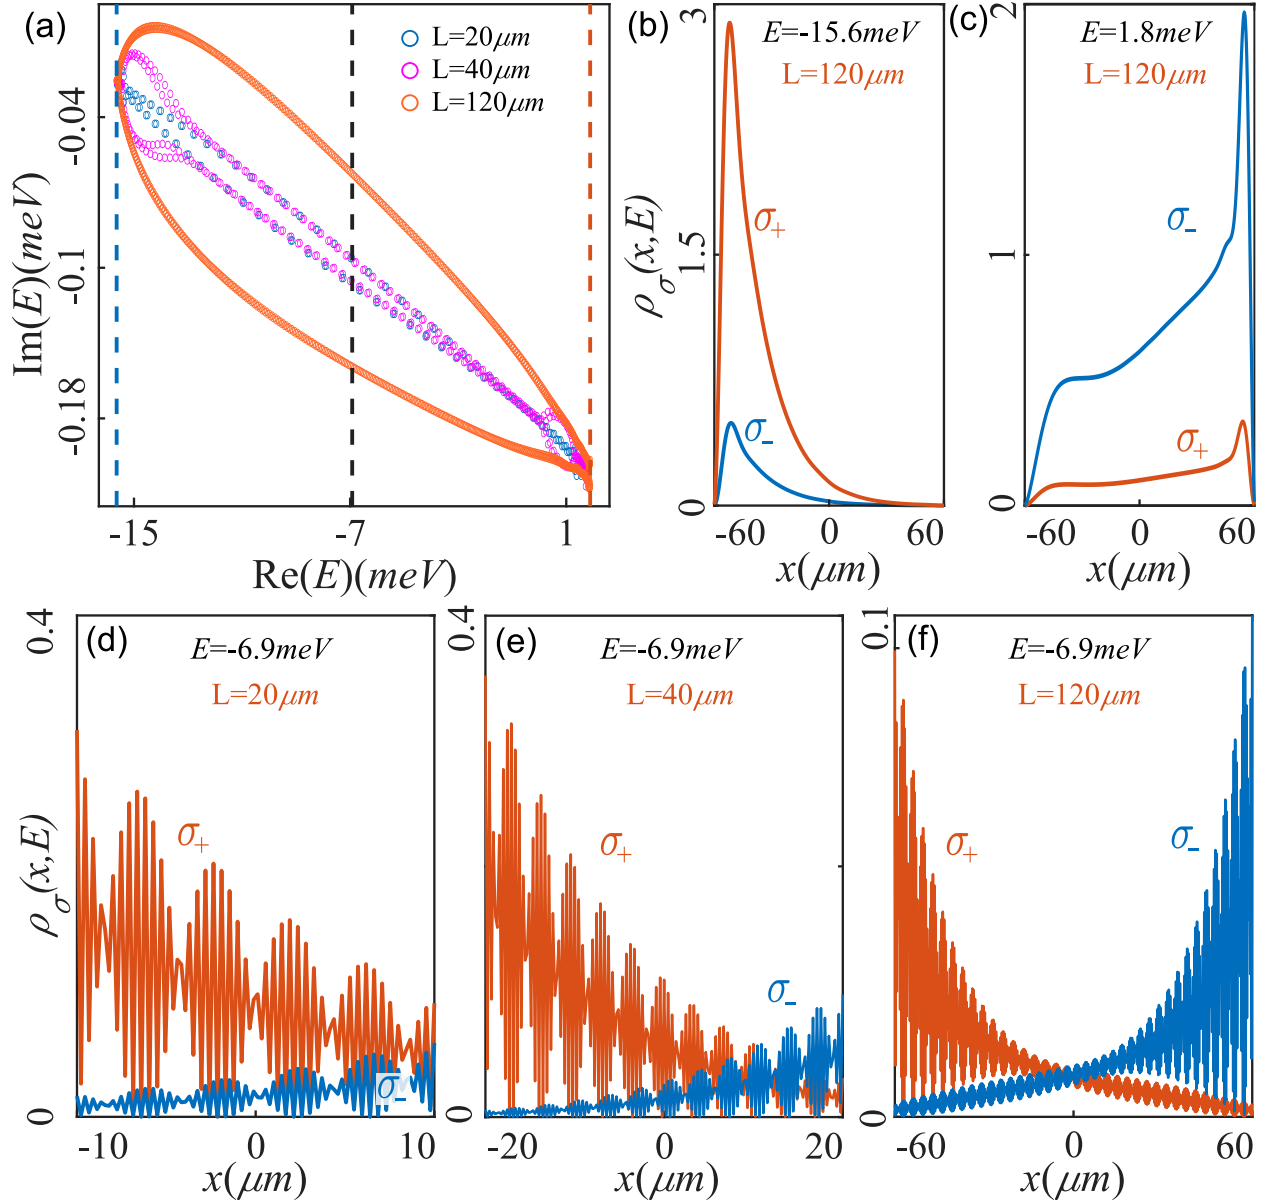 (a)
L=20μm
L=40μm
L=120μm
-0.04
-0.1
-0.18
Im(E)(meV)
-15
-7
1
Re(E)(meV)
(b)
E=-15.6meV
L=120μm
3
1.5
0
ρσ(x,E)
σ+
σ-
-60
0
60
x(μm)
(c)
E=1.8meV
L=120μm
2
1
0
σ-
σ+
-60
0
60
x(μm)
(d)
E=-6.9meV
L=20μm
0.4
0
ρσ(x,E)
σ+
σ-
-10
0
10
x(μm)
(e)
E=-6.9meV
L=40μm
0.4
0
σ+
σ-
-20
0
20
x(μm)
(f)
E=-6.9meV
L=120μm
0.1
0
σ+
σ-
-60
0
60
x(μm)